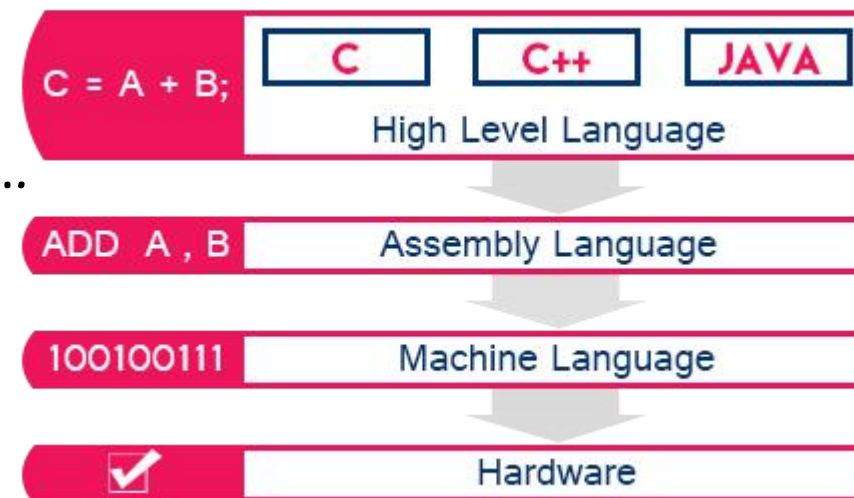 C = A + B;
C C++ JAVA
High Level Language
..
ADD A , B Assembly Language
100100111 Machine Language
Hardware